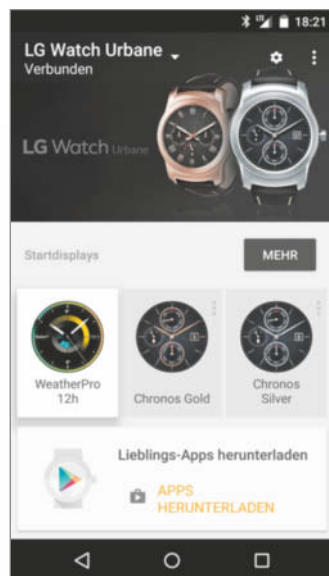 LTE 18:21
LG Watch Urbane
Verbunden
LG Watch Urbane
Startdisplays
MEHR
WeatherPro
12h
Chronos Gold
Chronos
Silver
Lieblings-Apps herunterladen
APPS
HERUNTERLADEN